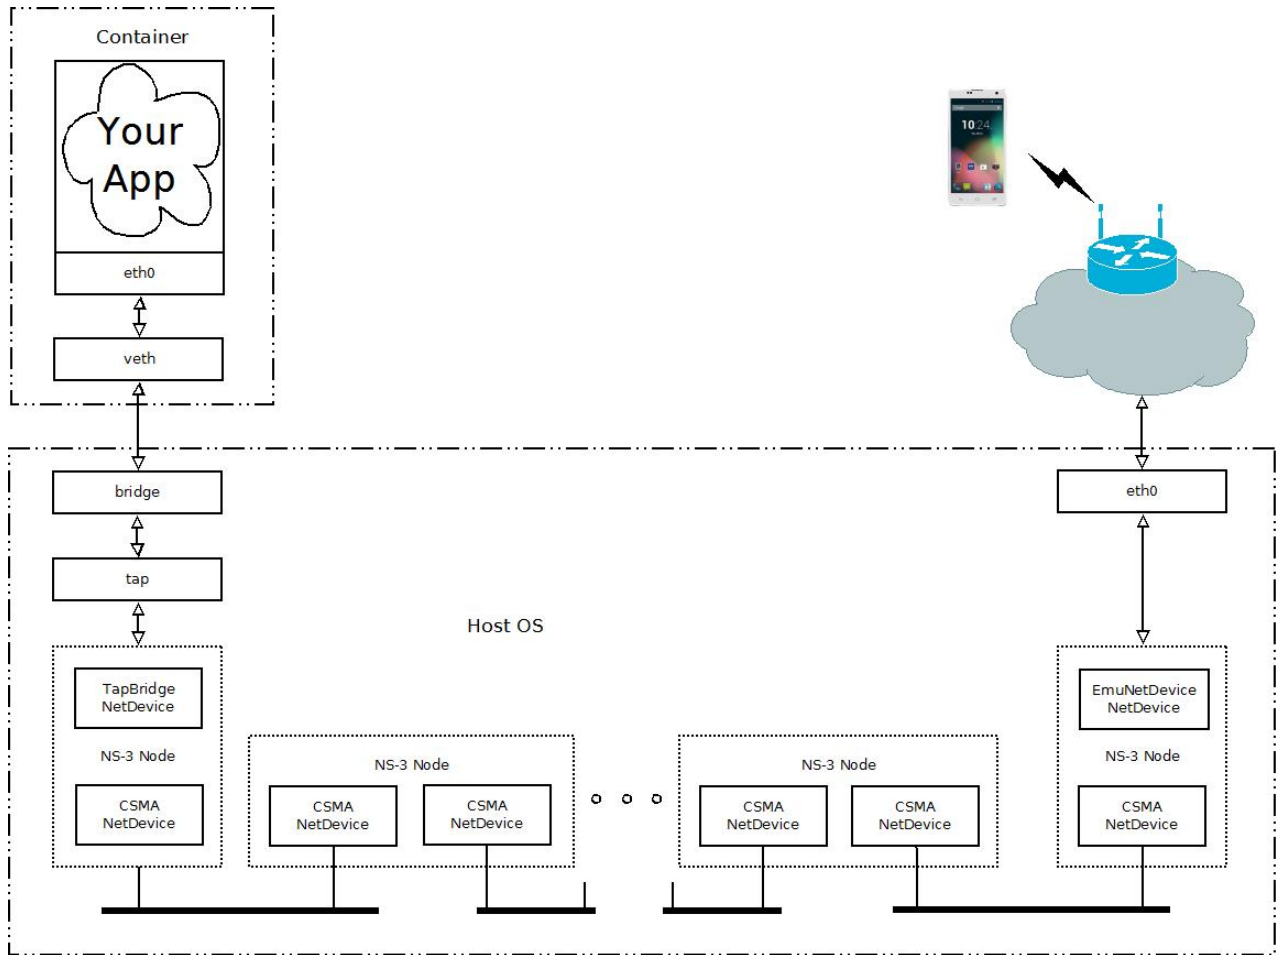 Container
Your
App
eth0
veth
10:24
bridge
eth0
tap
Host OS
TapBridge
NetDevice
EmuNetDevice
NetDevice
NS-3 Node
NS-3 Node
NS-3 Node
NS-3 Node
CSMA
NetDevice
CSMA
NetDevice
CSMA
NetDevice
CSMA
NetDevice
CSMA
NetDevice
CSMA
NetDevice